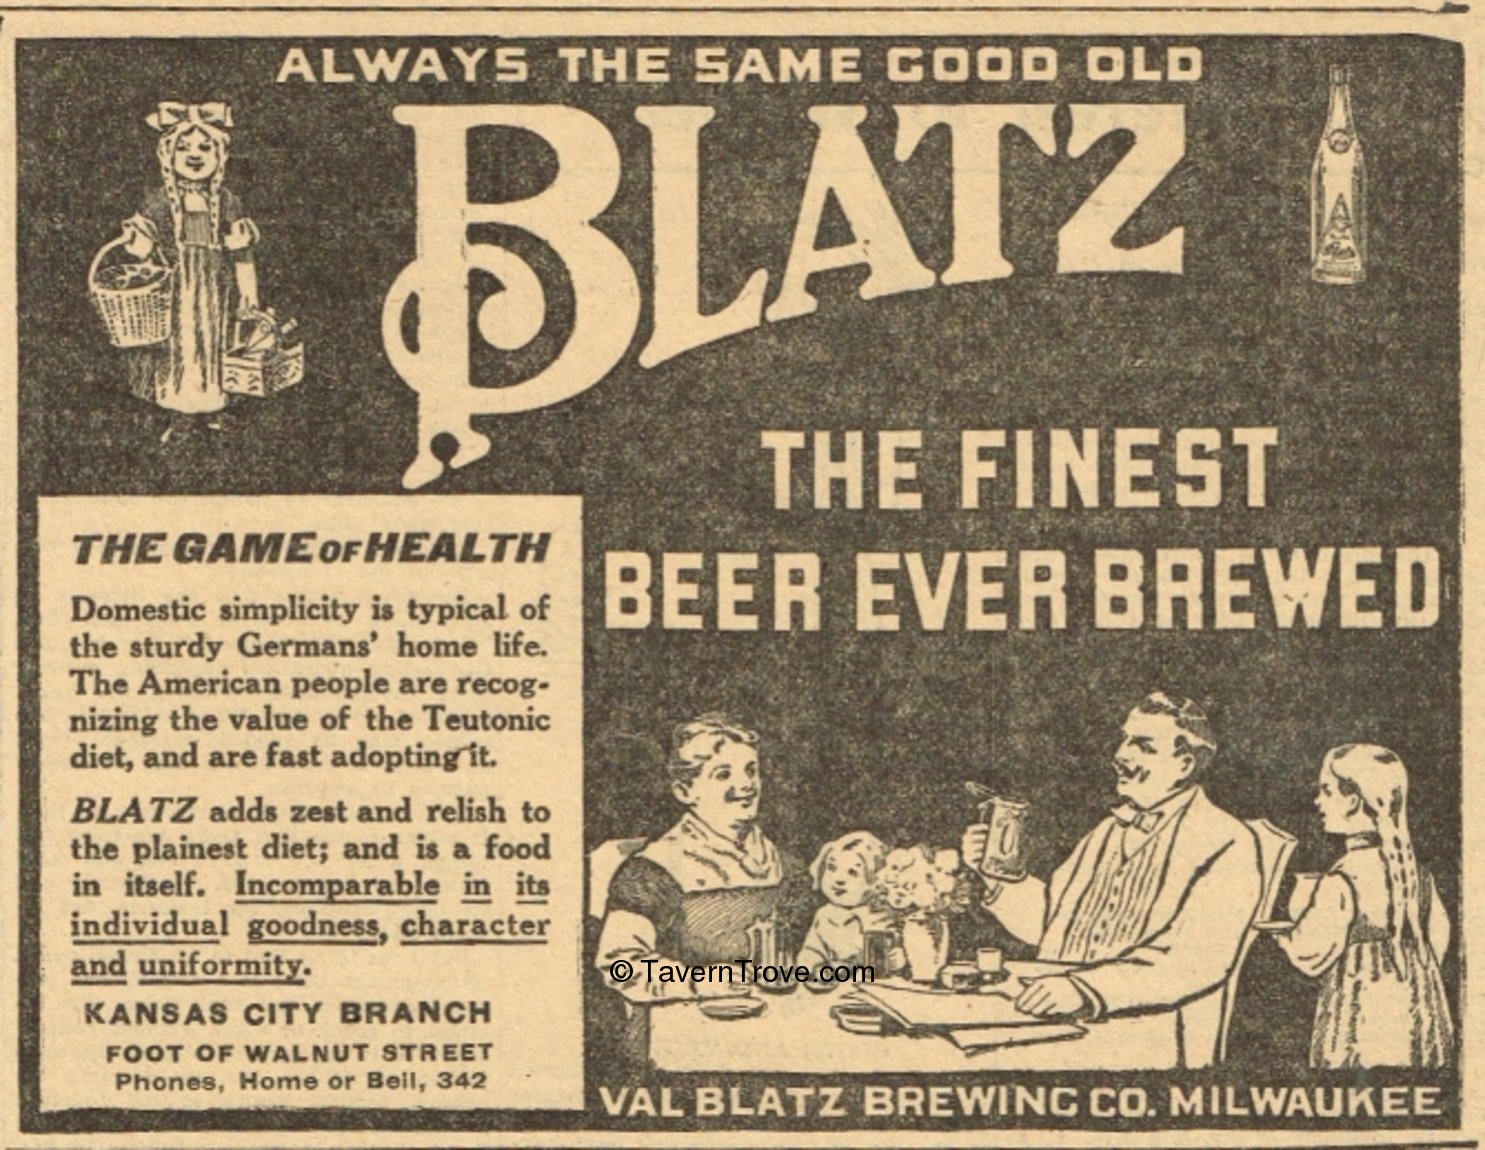 ALWAYS THE SAME GOOD OLD
BLATZ
THE FINEST
BEER EVER BREWED
THE GAME OF HEALTH
Domestic simplicity is typical of
the sturdy Germans' home life.
The American people are recog-
nizing the value of the Teutonic
diet, and are fast adopting it.
BLATZ adds zest and relish to
the plainest diet; and is a food
in itself. Incomparable in its
individual goodness, character
and uniformity.
KANSAS CITY BRANCH
FOOT OF WALNUT STREET
Phones, Home or Bell, 342
© TavernTrove.com
VAL BLATZ BREWING CO. MILWAUKEE